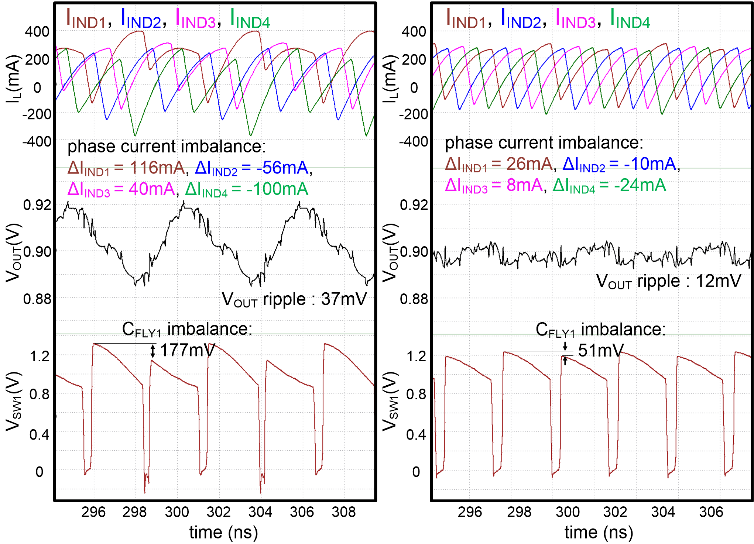 IIND1, IIND2, IIND3, IIND4
400
200
0
-200
-400
IL(mA)
phase current imbalance:
ΔIIND1 = 116mA, ΔIIND2 = -56mA,
ΔIIND3 = 40mA, ΔIIND4 = -100mA
0.92
0.90
0.88
VOUT(V)
VOUT ripple : 37mV
CFLY1 imbalance:
177mV
1.2
0.8
0.4
0
VSW1(V)
296 298 300 302 304 306 308
time (ns)
IIND1, IIND2, IIND3, IIND4
400
200
0
-200
-400
IL(mA)
phase current imbalance:
ΔIIND1 = 26mA, ΔIIND2 = -10mA,
ΔIIND3 = 8mA, ΔIIND4 = -24mA
0.92
0.90
0.88
VOUT(V)
VOUT ripple : 12mV
CFLY1 imbalance:
51mV
1.2
0.8
0.4
0
VSW1(V)
296 298 300 302 304 306
time (ns)